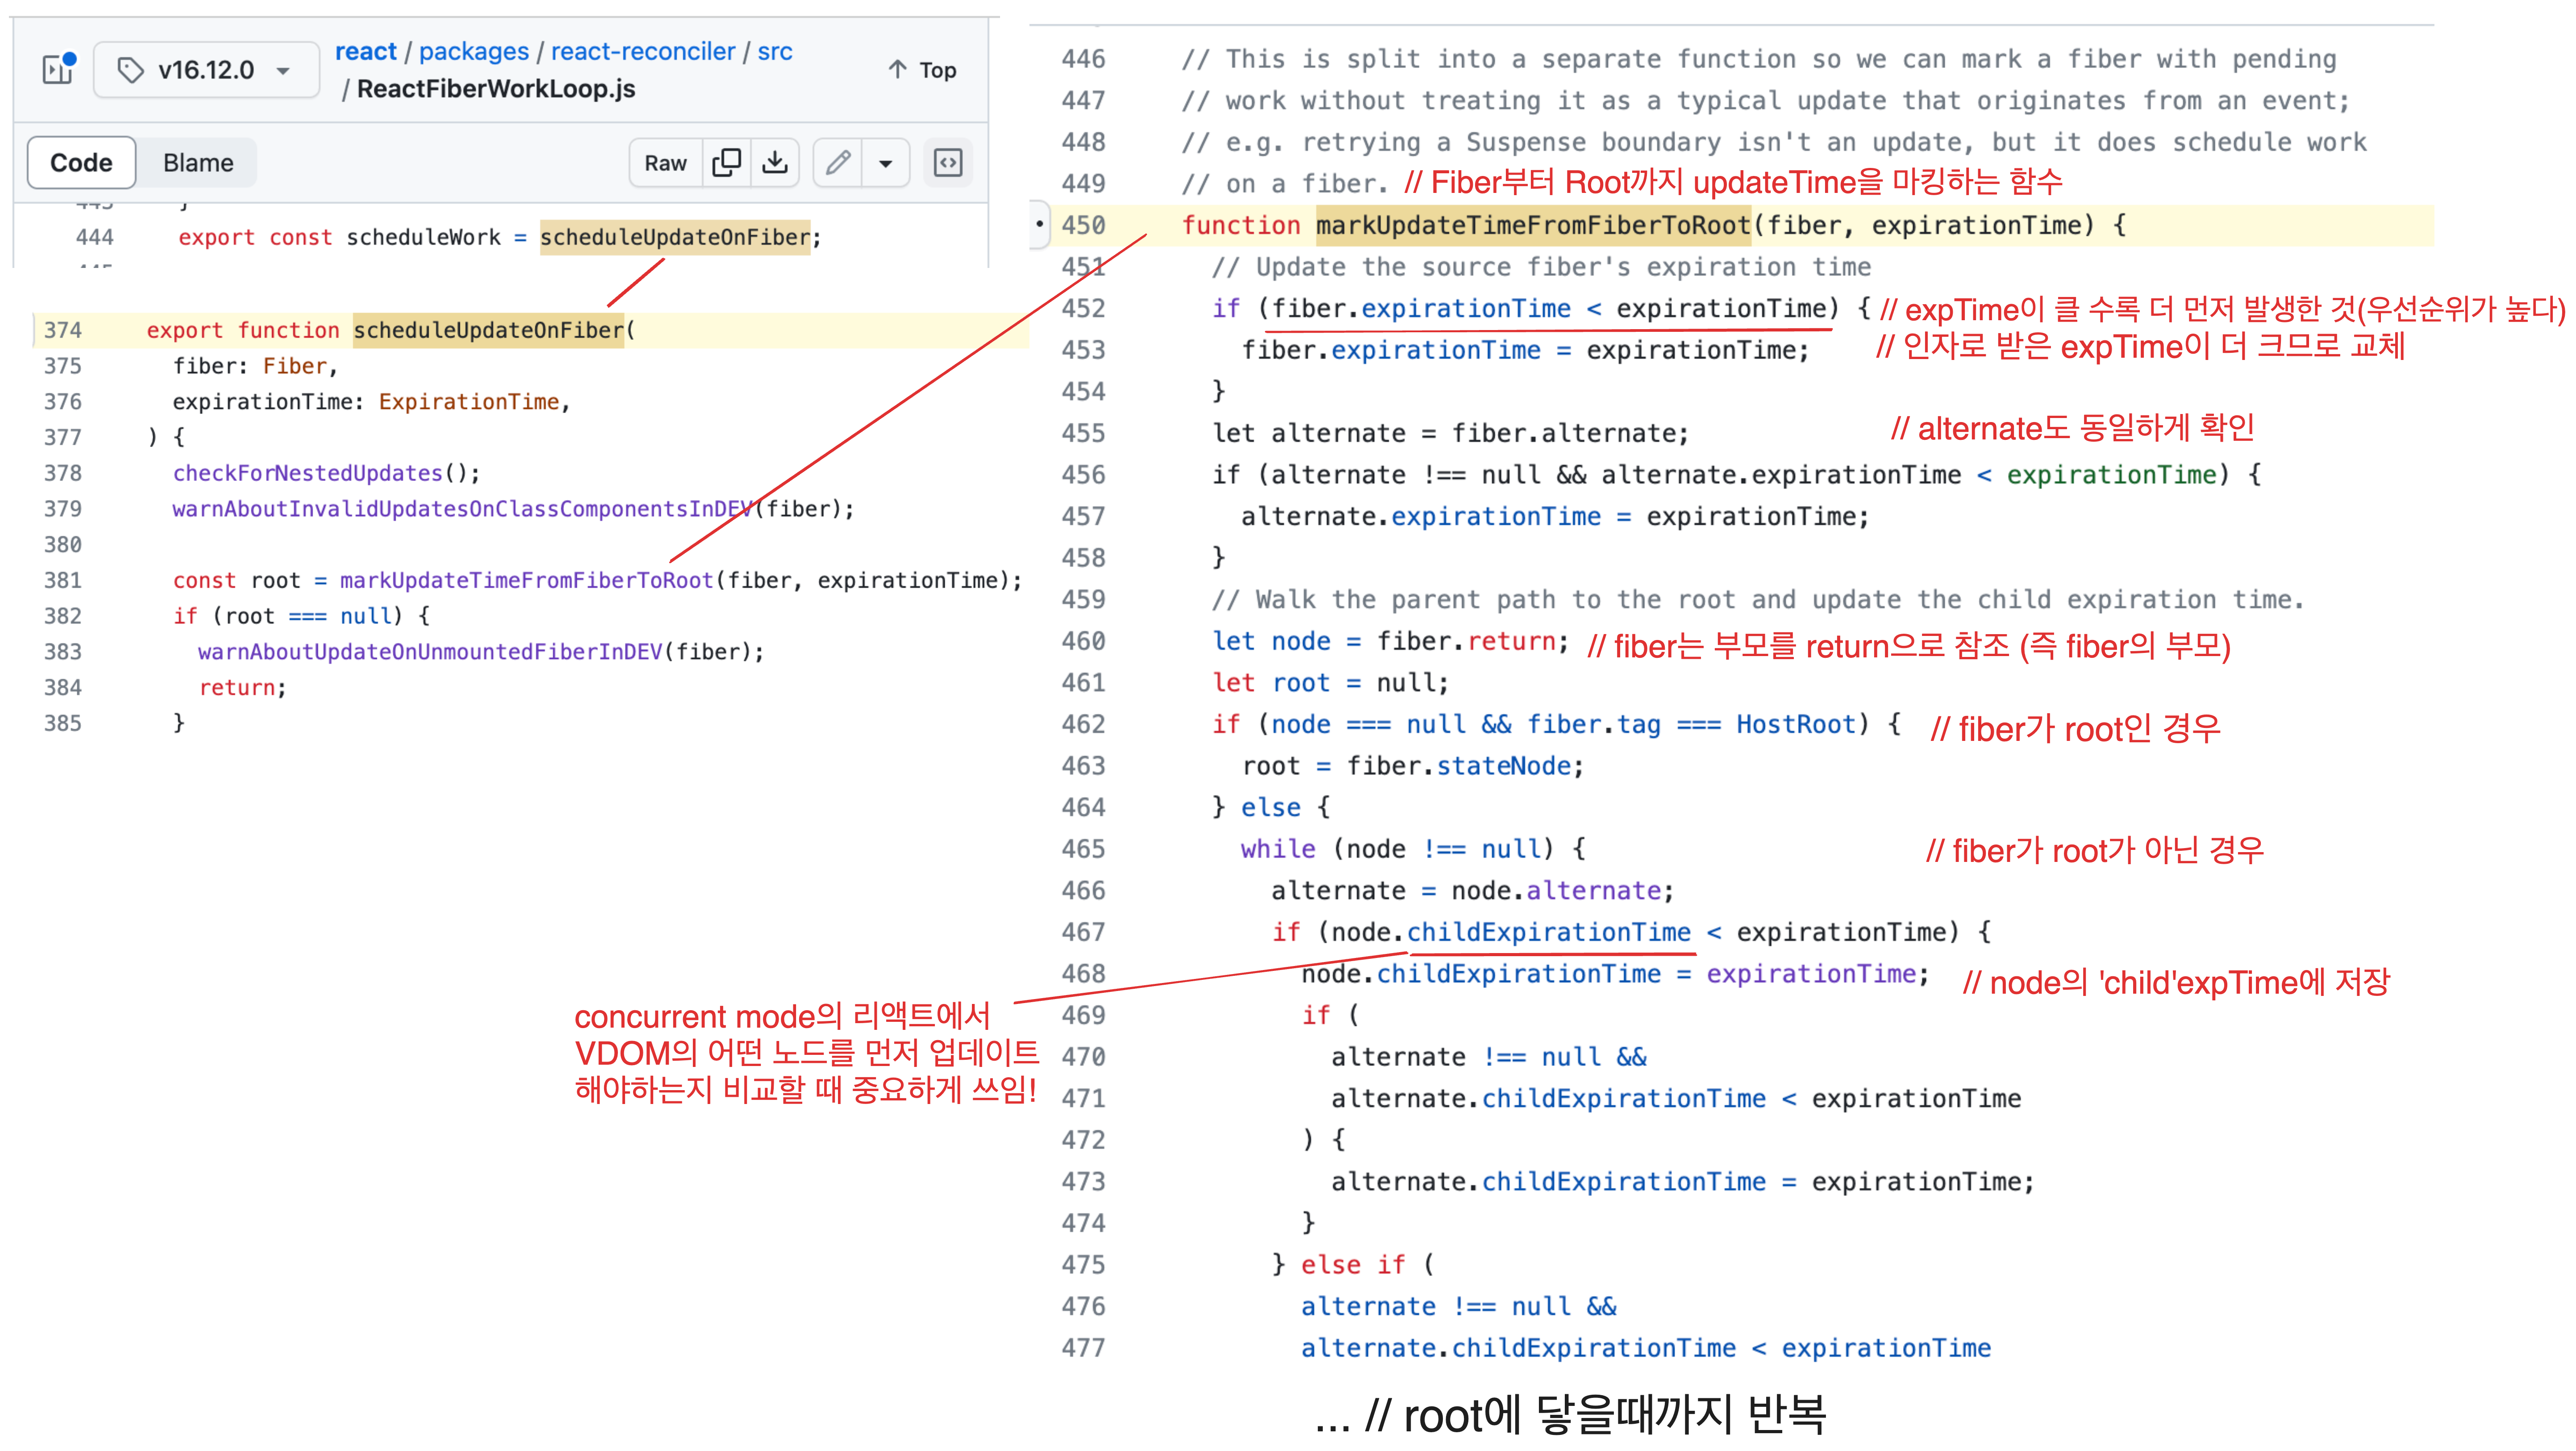 v16.12.0
react / packages / react-reconciler / src
/ ReactFiberWorkLoop.js
↑ Top
Code Blame Raw
444 export const scheduleWork = scheduleUpdateOnFiber;
374 export function scheduleUpdateOnFiber(
375 fiber: Fiber,
376 expirationTime: ExpirationTime,
377 ) {
378 checkForNestedUpdates();
379 warnAboutInvalidUpdatesOnClassComponentsInDEV(fiber);
380
381 const root = markUpdateTimeFromFiberToRoot(fiber, expirationTime);
382 if (root === null) {
383 warnAboutUpdateOnUnmountedFiberInDEV(fiber);
384 return;
385 }
concurrent mode의 리액트에서
VDOM의 어떤 노드를 먼저 업데이트
해야하는지 비교할 때 중요하게 쓰임!
446 // This is split into a separate function so we can mark a fiber with pending
447 // work without treating it as a typical update that originates from an event;
448 // e.g. retrying a Suspense boundary isn't an update, but it does schedule work
449 // on a fiber. // Fiber부터 Root까지 updateTime을 마킹하는 함수
450 function markUpdateTimeFromFiberToRoot(fiber, expirationTime) {
451 // Update the source fiber's expiration time
452 if (fiber.expirationTime < expirationTime) { // expTime이 클 수록 더 먼저 발생한 것(우선순위가 높다)
453 fiber.expirationTime = expirationTime; // 인자로 받은 expTime이 더 크므로 교체
454 }
455 let alternate = fiber.alternate; // alternate도 동일하게 확인
456 if (alternate !== null && alternate.expirationTime < expirationTime) {
457 alternate.expirationTime = expirationTime;
458 }
459 // Walk the parent path to the root and update the child expiration time.
460 let node = fiber.return; // fiber는 부모를 return으로 참조 (즉 fiber의 부모)
461 let root = null;
462 if (node === null && fiber.tag === HostRoot) { // fiber가 root인 경우
463 root = fiber.stateNode;
464 } else {
465 while (node !== null) { // fiber가 root가 아닌 경우
466 alternate = node.alternate;
467 if (node.childExpirationTime < expirationTime) {
468 node.childExpirationTime = expirationTime; // node의 'child'expTime에 저장
469 if (
470 alternate !== null &&
471 alternate.childExpirationTime < expirationTime
472 ) {
473 alternate.childExpirationTime = expirationTime;
474 }
475 } else if (
476 alternate !== null &&
477 alternate.childExpirationTime < expirationTime
... // root에 닿을때까지 반복